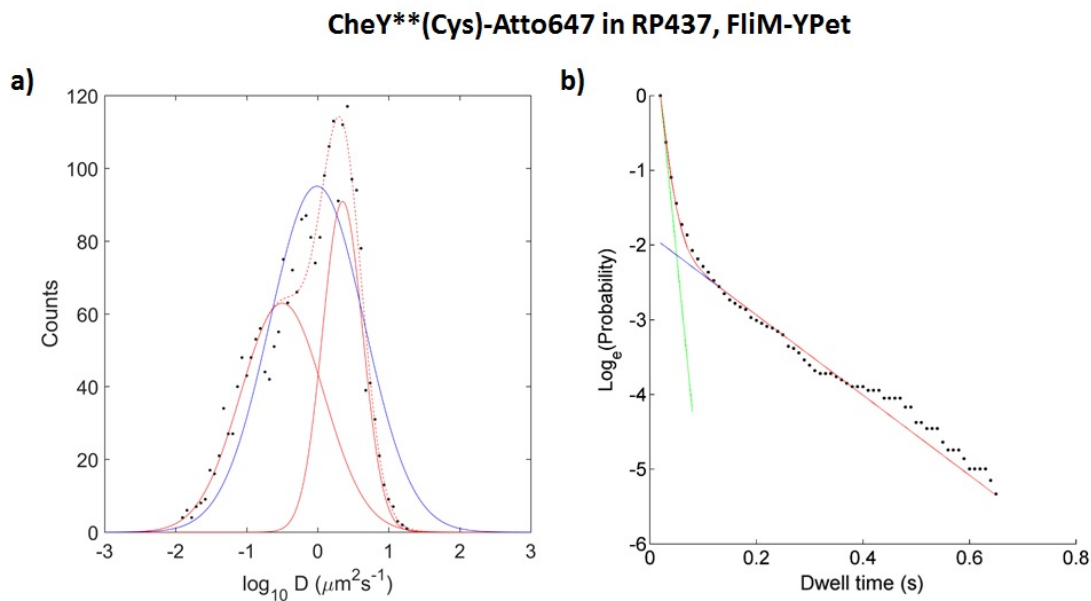 CheY**(Cys)-Atto647 in RP437, FliM-YPet
a)
120
100
80
60
40
20
0
Counts
-3 -2 -1 0 1 2 3
log₁₀ D (μm²s⁻¹)
b)
0
-1
-2
-3
-4
-5
-6
Logₑ(Probability)
0 0.2 0.4 0.6 0.8
Dwell time (s)